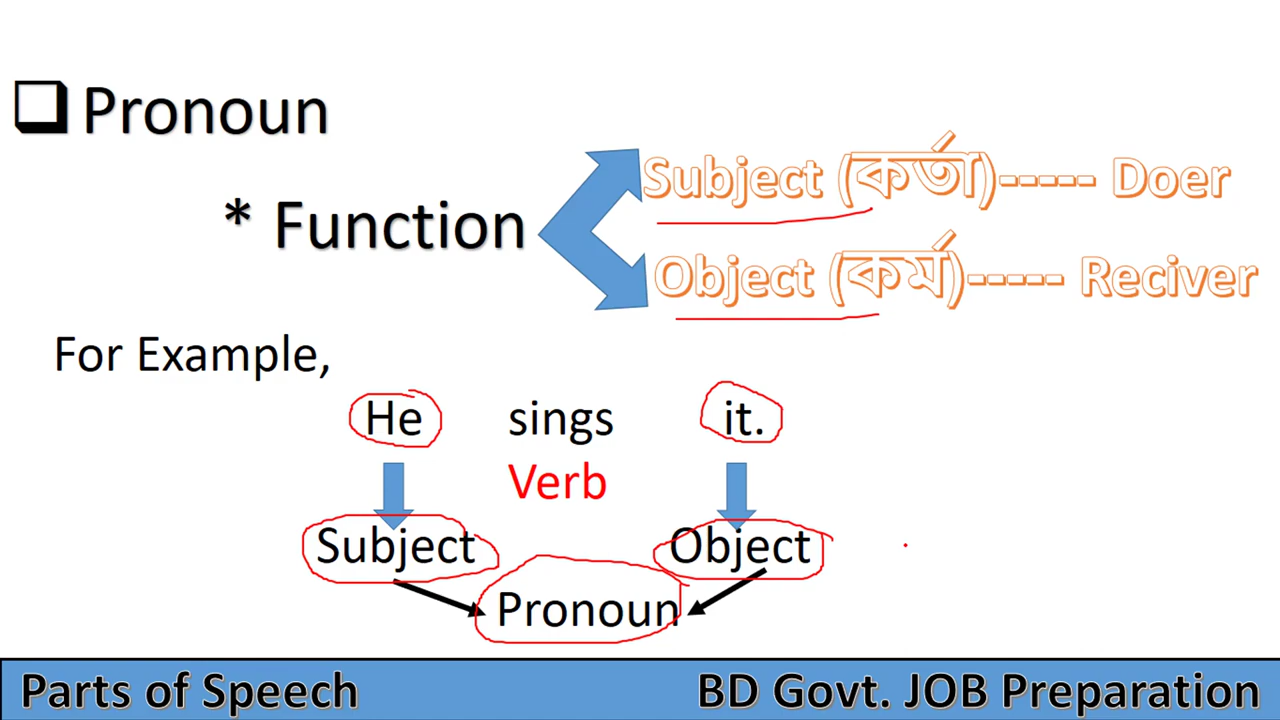 ❑ Pronoun
* Function
Subject (কর্তা)----- Doer
Object (কর্ম)----- Reciver
For Example,
He sings it.
Verb
Subject Object
Pronoun
Parts of Speech BD Govt. JOB Preparation